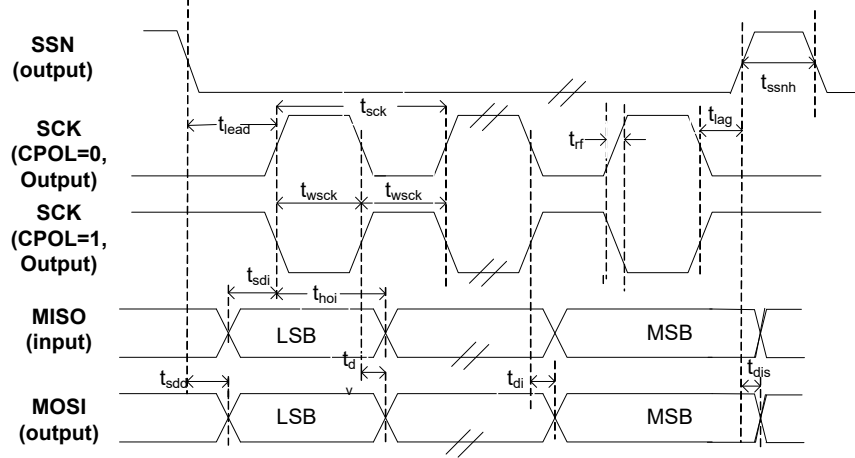 SSN
(output)
tssnh
tsck
tlead
tlag
SCK
(CPOL=0,
Output)
trf
twsck
twsck
SCK
(CPOL=1,
Output)
tsdi
thoi
MISO
(input)
LSB
MSB
tsdd
td
v
tdi
tdis
MOSI
(output)
LSB
MSB